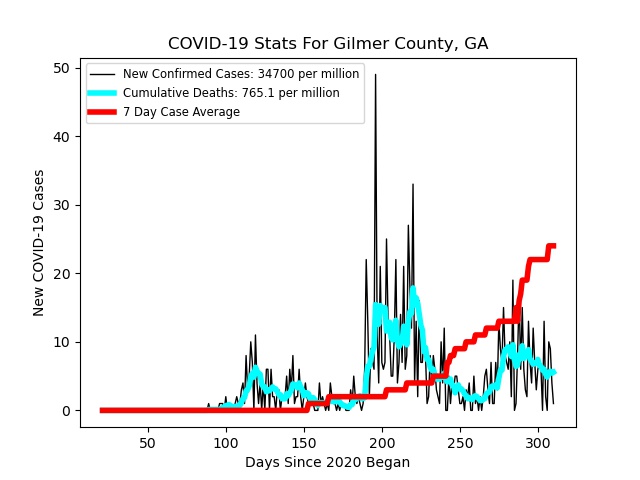 COVID-19 Stats For Gilmer County, GA
New Confirmed Cases: 34700 per million
Cumulative Deaths: 765.1 per million
7 Day Case Average
New COVID-19 Cases
50
40
30
20
10
0
50 100 150 200 250 300
Days Since 2020 Began